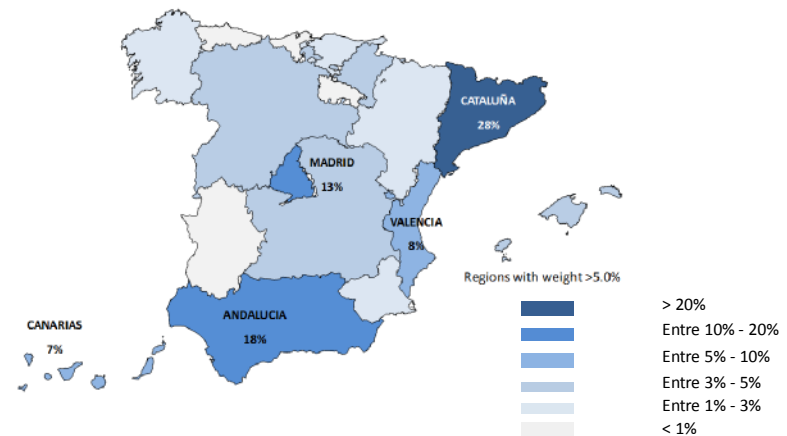 CATALUÑA
28%
MADRID
13%
VALENCIA
8%
Regions with weight >5.0%
ANDALUCIA
18%
CANARIAS
7%
> 20%
Entre 10% - 20%
Entre 5% - 10%
Entre 3% - 5%
Entre 1% - 3%
< 1%